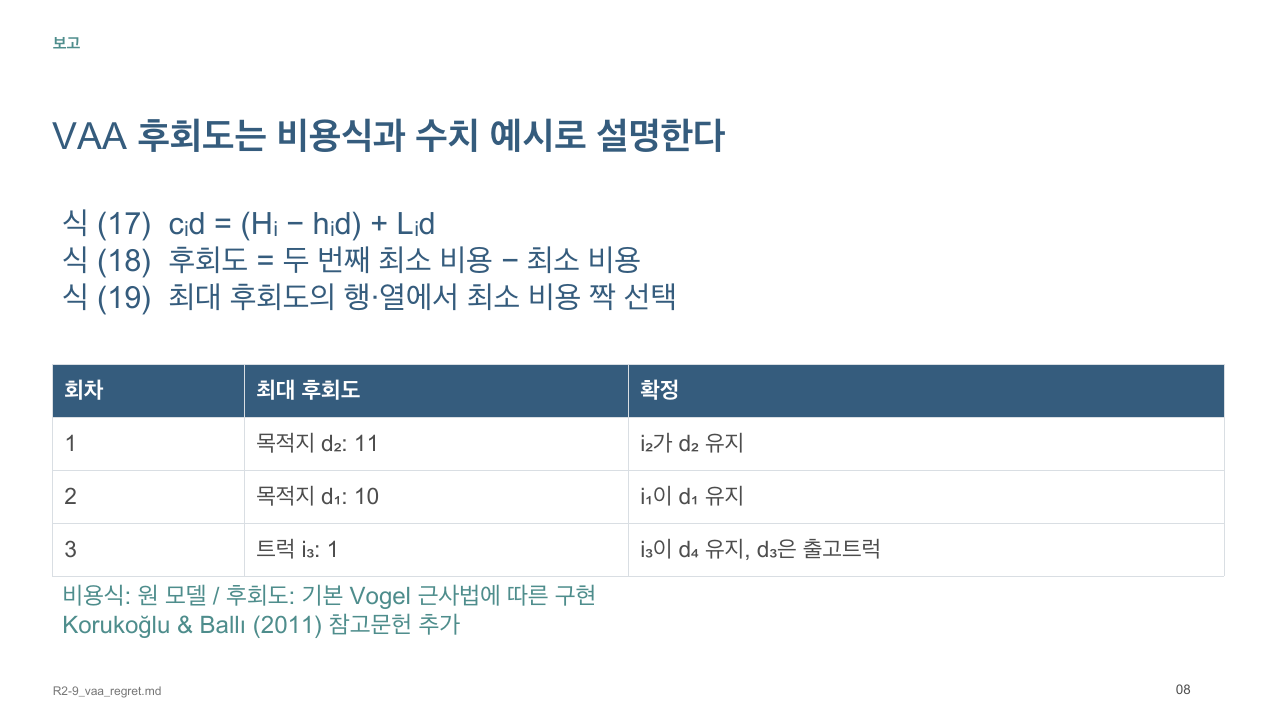 보고
VAA 후회도는 비용식과 수치 예시로 설명한다
식 (17)  cᵢd = (Hᵢ − hᵢd) + Lᵢd
식 (18)  후회도 = 두 번째 최소 비용 − 최소 비용
식 (19)  최대 후회도의 행·열에서 최소 비용 짝 선택
회차 최대 후회도 확정
1 목적지 d₂: 11 i₂가 d₂ 유지
2 목적지 d₁: 10 i₁이 d₁ 유지
3 트럭 i₃: 1 i₃이 d₄ 유지, d₃은 출고트럭
비용식: 원 모델 / 후회도: 기본 Vogel 근사법에 따른 구현
Korukoğlu & Ballı (2011) 참고문헌 추가
R2-9_vaa_regret.md
08